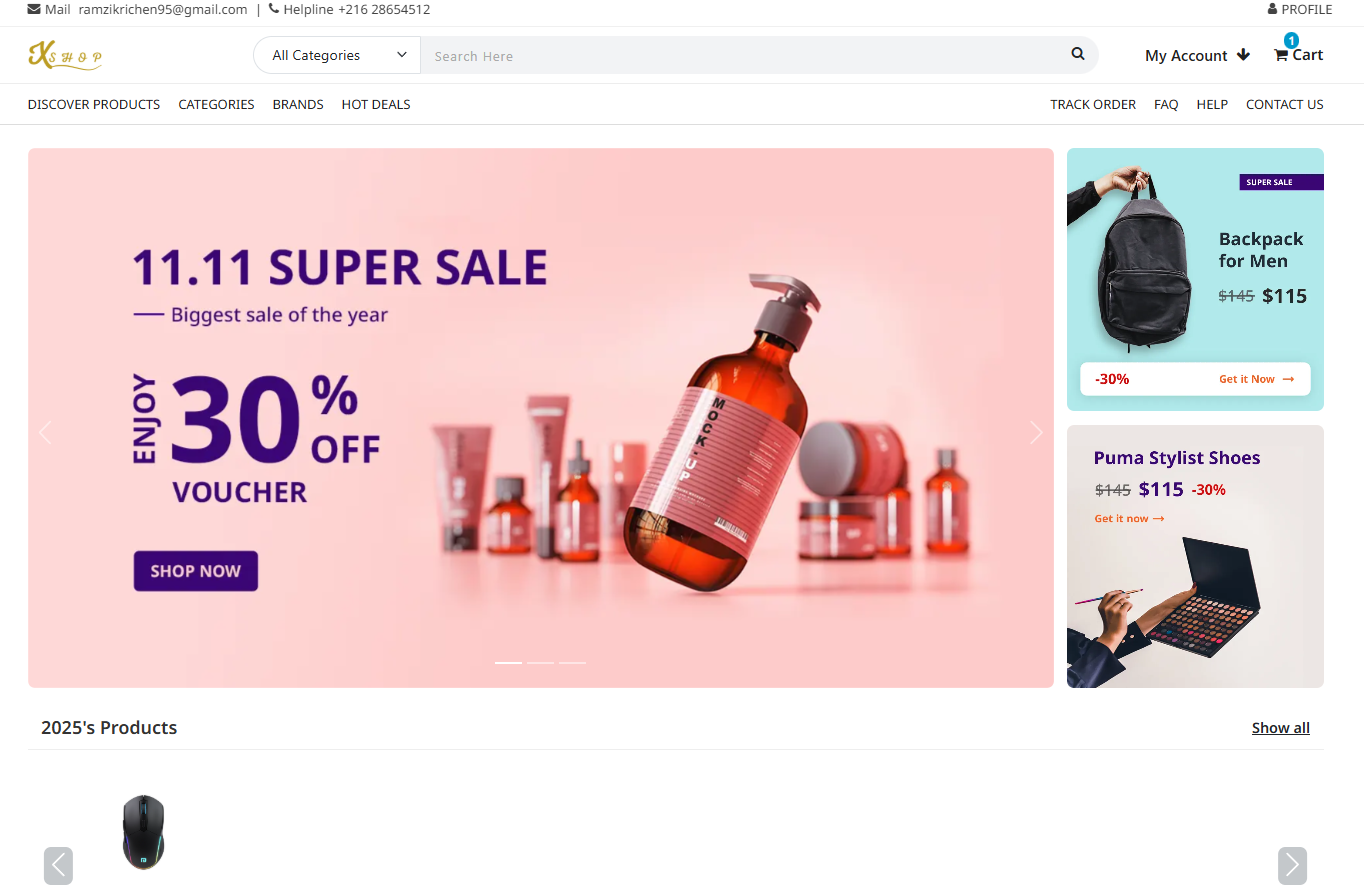 Mail ramzikrichen95@gmail.com | Helpline +216 28654512
PROFILE
KSHOP
All Categories
Search Here
My Account
1
Cart
DISCOVER PRODUCTS CATEGORIES BRANDS HOT DEALS
TRACK ORDER FAQ HELP CONTACT US
11.11 SUPER SALE
Biggest sale of the year
ENJOY
30%
OFF
VOUCHER
SHOP NOW
MOCK-UP
SUPER SALE
Backpack
for Men
$145 $115
-30%
Get it Now →
Puma Stylist Shoes
$145 $115 -30%
Get it now →
2025's Products
Show all